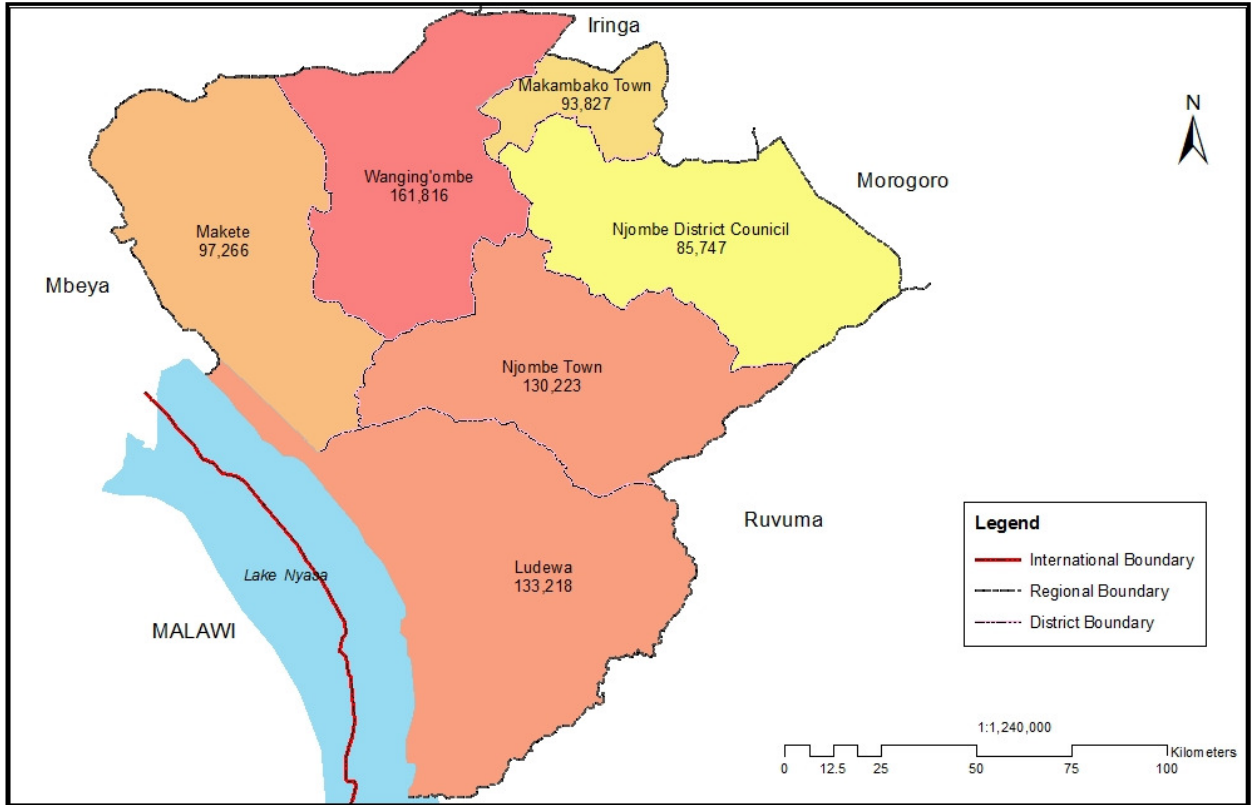 Iringa
Makambako Town
93,827
N
Wanging'ombe
161,816
Morogoro
Makete
97,266
Njombe District Counicil
85,747
Mbeya
Njombe Town
130,223
Ruvuma
Ludewa
133,218
Lake Nyasa
MALAWI
Legend
International Boundary
Regional Boundary
District Boundary
1:1,240,000
Kilometers
0 12.5 25 50 75 100